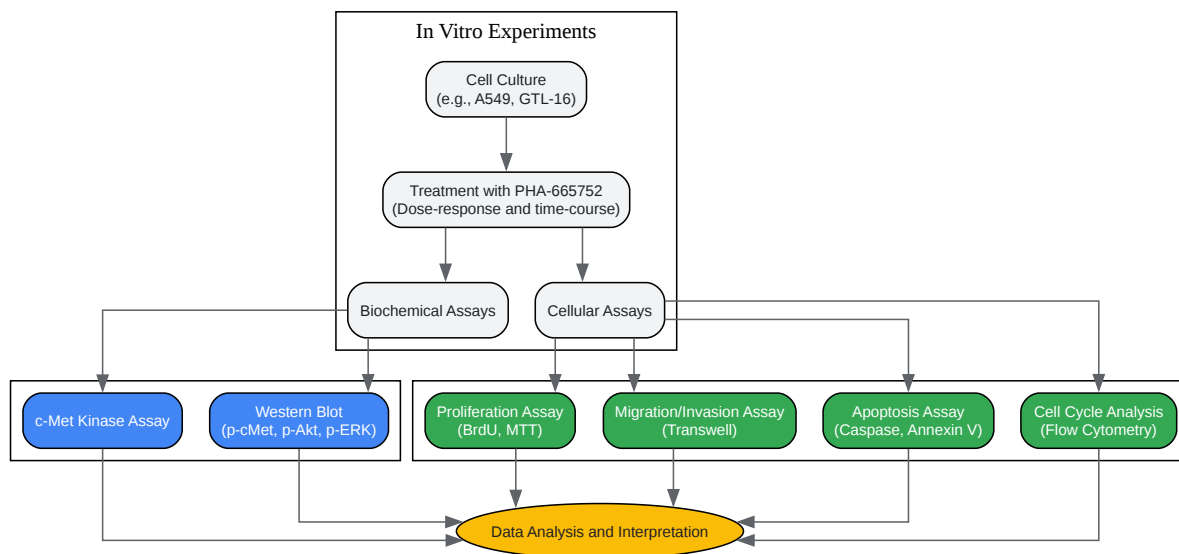 In Vitro Experiments
Cell Culture
(e.g., A549, GTL-16)
Treatment with PHA-665752
(Dose-response and time-course)
Biochemical Assays
Cellular Assays
c-Met Kinase Assay
Western Blot
(p-cMet, p-Akt, p-ERK)
Proliferation Assay
(BrdU, MTT)
Migration/Invasion Assay
(Transwell)
Apoptosis Assay
(Caspase, Annexin V)
Cell Cycle Analysis
(Flow Cytometry)
Data Analysis and Interpretation